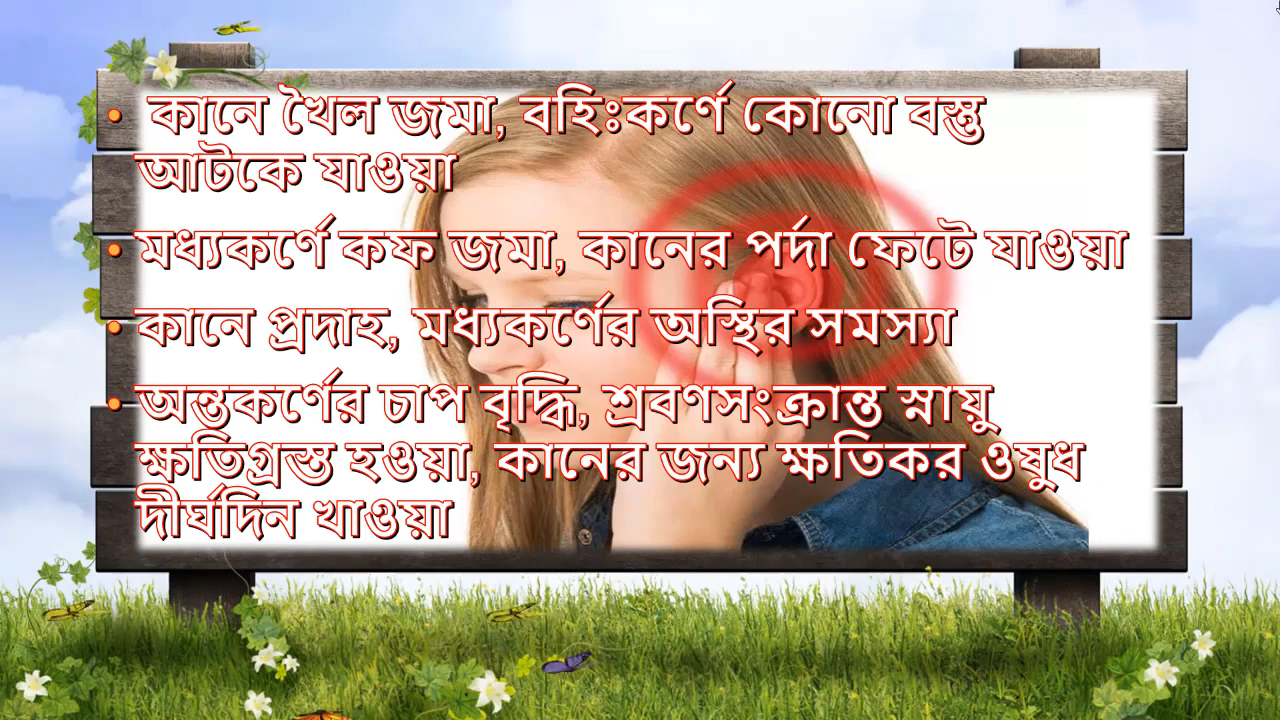 • কানে খৈল জমা, বহিঃকর্ণে কোনো বস্তু
আটকে যাওয়া
• মধ্যকর্ণে কফ জমা, কানের পর্দা ফেটে যাওয়া
• কানে প্রদাহ, মধ্যকর্ণের অস্থির সমস্যা
• অন্তকর্ণের চাপ বৃদ্ধি, শ্রবণসংক্রান্ত স্নায়ু
ক্ষতিগ্রস্ত হওয়া, কানের জন্য ক্ষতিকর ওষুধ
দীর্ঘদিন খাওয়া